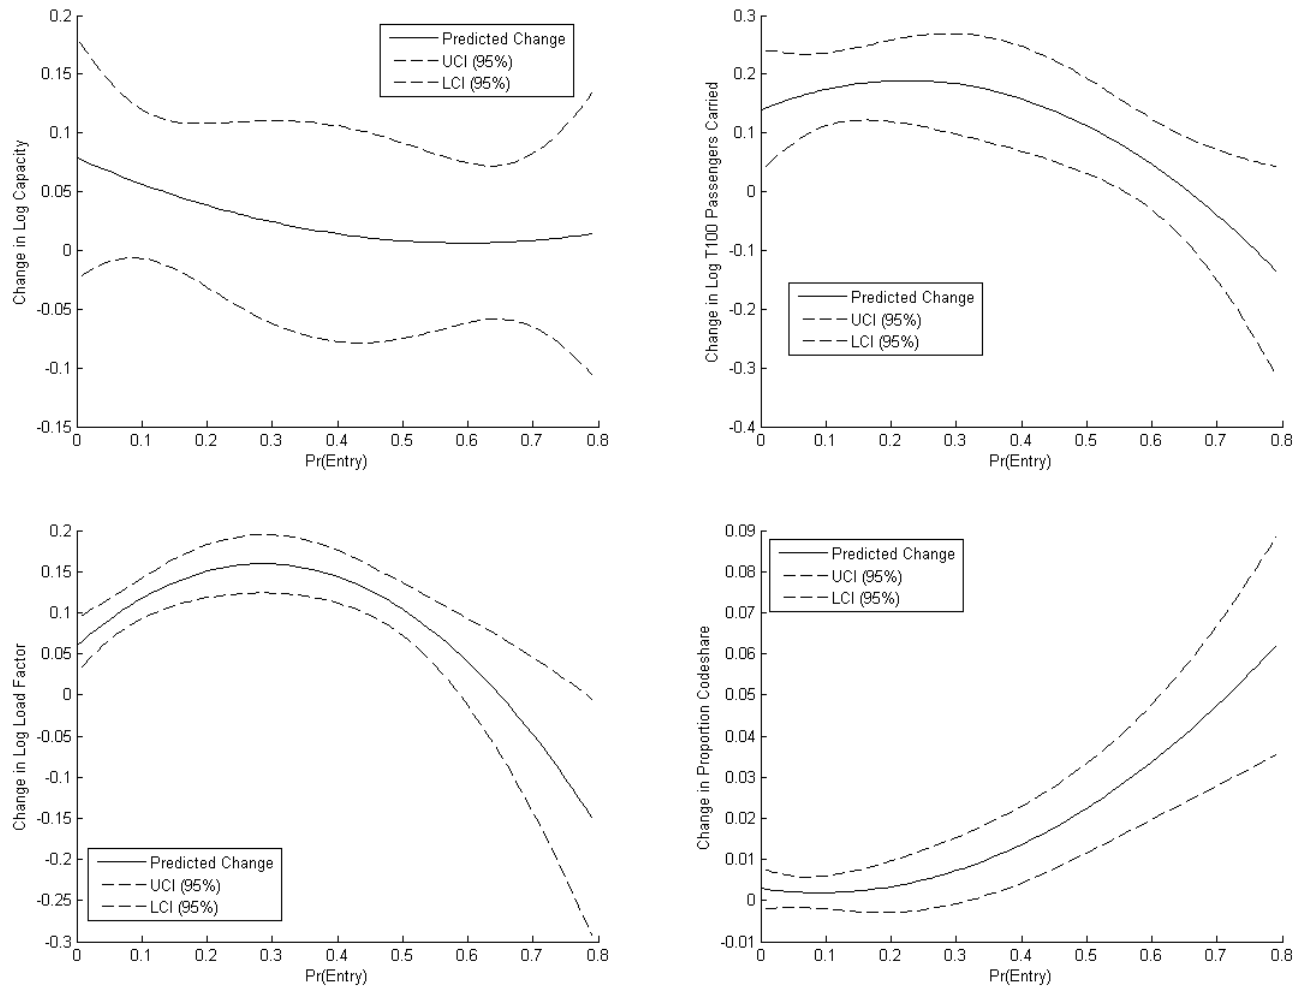 0.2
0.15
0.1
0.05
0
-0.05
-0.1
-0.15
Change in Log Capacity
Predicted Change
UCI (95%)
LCI (95%)
0 0.1 0.2 0.3 0.4 0.5 0.6 0.7 0.8
Pr(Entry)
0.3
0.2
0.1
0
-0.1
-0.2
-0.3
-0.4
Change in Log T100 Passengers Carried
Predicted Change
UCI (95%)
LCI (95%)
0 0.1 0.2 0.3 0.4 0.5 0.6 0.7 0.8
Pr(Entry)
0.2
0.15
0.1
0.05
0
-0.05
-0.1
-0.15
-0.2
-0.25
-0.3
Change in Log Load Factor
Predicted Change
UCI (95%)
LCI (95%)
0 0.1 0.2 0.3 0.4 0.5 0.6 0.7 0.8
Pr(Entry)
0.09
0.08
0.07
0.06
0.05
0.04
0.03
0.02
0.01
0
-0.01
Change in Proportion Codeshare
Predicted Change
UCI (95%)
LCI (95%)
0 0.1 0.2 0.3 0.4 0.5 0.6 0.7 0.8
Pr(Entry)